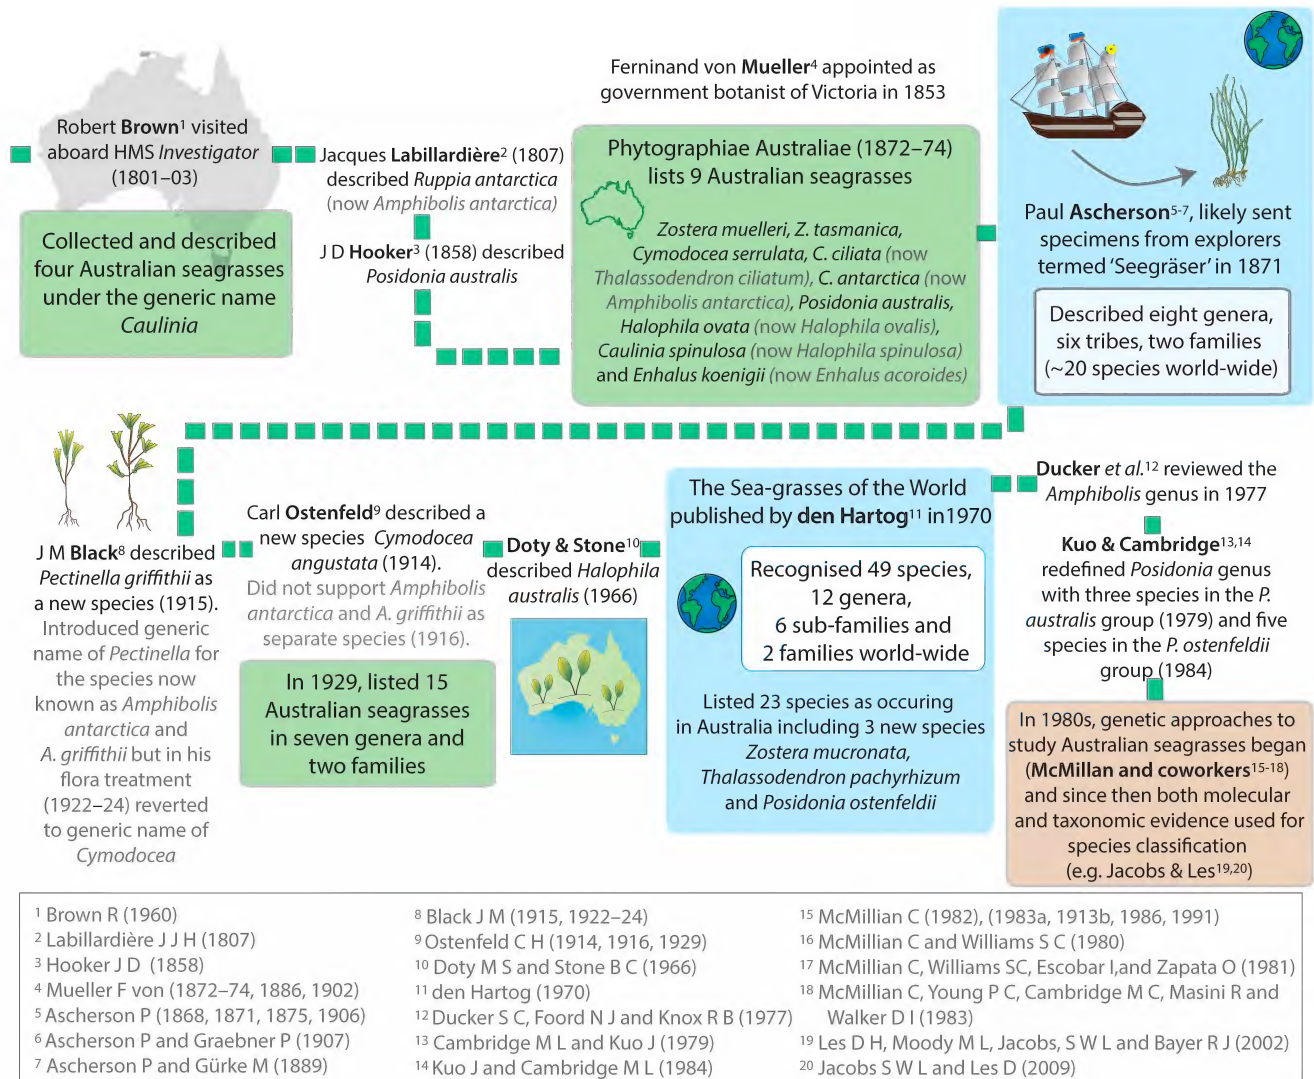 Robert Brown¹ visited
aboard HMS Investigator
(1801–03)
Collected and described
four Australian seagrasses
under the generic name
Caulinia
Jacques Labillardière² (1807)
described Ruppia antarctica
(now Amphibolis antarctica)
J D Hooker³ (1858) described
Posidonia australis
Ferninand von Mueller⁴ appointed as
government botanist of Victoria in 1853
Phytographiae Australiae (1872–74)
lists 9 Australian seagrasses
Zostera muelleri, Z. tasmanica,
Cymodocea serrulata, C. ciliata (now
Thalassodendron ciliatum), C. antarctica (now
Amphibolis antarctica), Posidonia australis,
Halophila ovata (now Halophila ovalis),
Caulinia spinulosa (now Halophila spinulosa)
and Enhalus koenigii (now Enhalus acoroides)
Paul Ascherson⁵⁻⁷, likely sent
specimens from explorers
termed ‘Seegräser’ in 1871
Described eight genera,
six tribes, two families
(~20 species world-wide)
J M Black⁸ described
Pectinella griffithii as
a new species (1915).
Introduced generic
name of Pectinella for
the species now
known as Amphibolis
antarctica and
A. griffithii but in his
flora treatment
(1922–24) reverted
to generic name of
Cymodocea
Carl Ostenfeld⁹ described a
new species Cymodocea
angustata (1914).
Did not support Amphibolis
antarctica and A. griffithii as
separate species (1916).
In 1929, listed 15
Australian seagrasses
in seven genera and
two families
Doty & Stone¹⁰
described Halophila
australis (1966)
The Sea-grasses of the World
published by den Hartog¹¹ in1970
Recognised 49 species,
12 genera,
6 sub-families and
2 families world-wide
Listed 23 species as occuring
in Australia including 3 new species
Zostera mucronata,
Thalassodendron pachyrhizum
and Posidonia ostenfeldii
Ducker et al.¹² reviewed the
Amphibolis genus in 1977
Kuo & Cambridge¹³,¹⁴
redefined Posidonia genus
with three species in the P.
australis group (1979) and five
species in the P. ostenfeldii
group (1984)
In 1980s, genetic approaches to
study Australian seagrasses began
(McMillan and coworkers¹⁵⁻¹⁸)
and since then both molecular
and taxonomic evidence used for
species classification
(e.g. Jacobs & Les¹⁹,²⁰)
¹ Brown R (1960)
² Labillardière J J H (1807)
³ Hooker J D (1858)
⁴ Mueller F von (1872–74, 1886, 1902)
⁵ Ascherson P (1868, 1871, 1875, 1906)
⁶ Ascherson P and Graebner P (1907)
⁷ Ascherson P and Gürke M (1889)
⁸ Black J M (1915, 1922–24)
⁹ Ostenfeld C H (1914, 1916, 1929)
¹⁰ Doty M S and Stone B C (1966)
¹¹ den Hartog (1970)
¹² Ducker S C, Foord N J and Knox R B (1977)
¹³ Cambridge M L and Kuo J (1979)
¹⁴ Kuo J and Cambridge M L (1984)
¹⁵ McMillian C (1982), (1983a, 1913b, 1986, 1991)
¹⁶ McMillian C and Williams S C (1980)
¹⁷ McMillian C, Williams SC, Escobar I,and Zapata O (1981)
¹⁸ McMillian C, Young P C, Cambridge M C, Masini R and
Walker D I (1983)
¹⁹ Les D H, Moody M L, Jacobs, S W L and Bayer R J (2002)
²⁰ Jacobs S W L and Les D (2009)